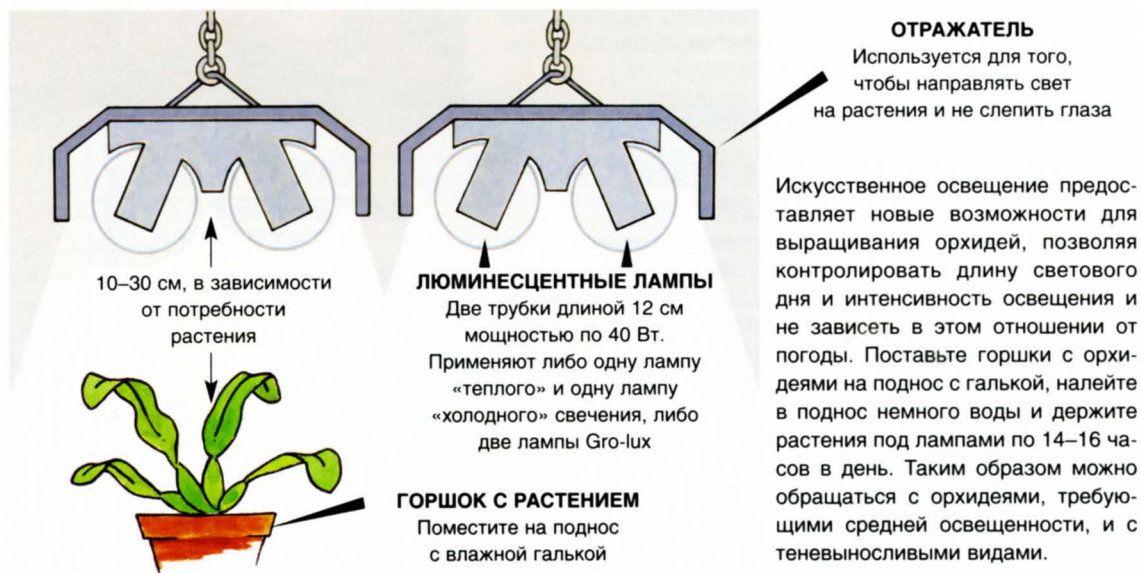 ОТРАЖАТЕЛЬ
Используется для того,
чтобы направлять свет
на растения и не слепить глаза
10–30 см, в зависимости
от потребности
растения
ЛЮМИНЕСЦЕНТНЫЕ ЛАМПЫ
Две трубки длиной 12 см
мощностью по 40 Вт.
Применяют либо одну лампу
«теплого» и одну лампу
«холодного» свечения, либо
две лампы Gro-lux
ГОРШОК С РАСТЕНИЕМ
Поместите на поднос
с влажной галькой
Искусственное освещение предос-
тавляет новые возможности для
выращивания орхидей, позволяя
контролировать длину светового
дня и интенсивность освещения и
не зависеть в этом отношении от
погоды. Поставьте горшки с орхи-
деями на поднос с галькой, налейте
в поднос немного воды и держите
растения под лампами по 14–16 ча-
сов в день. Таким образом можно
обращаться с орхидеями, требую-
щими средней освещенности, и с
теневыносливыми видами.